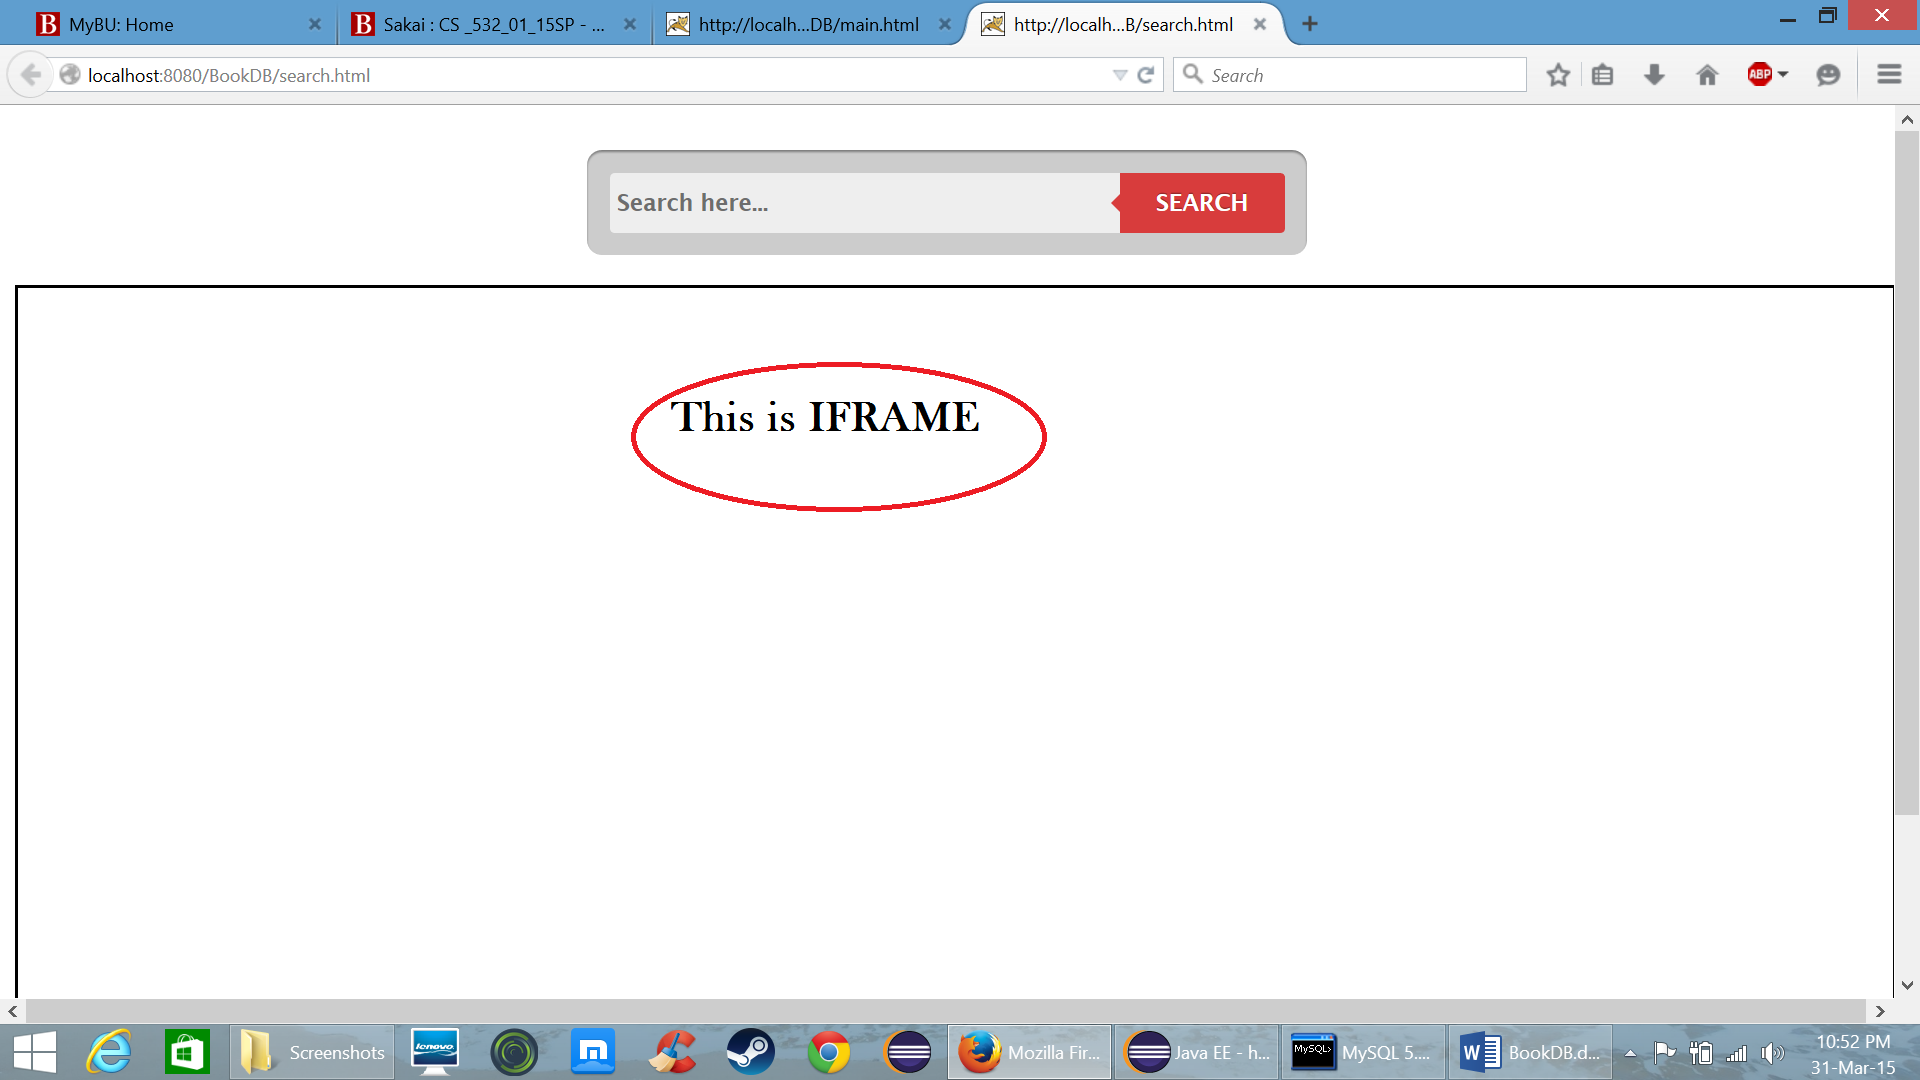 MyBU: Home
Sakai : CS _532_01_15SP - ...
http://localh...DB/main.html
http://localh...B/search.html
localhost:8080/BookDB/search.html
Search
ABP
Search here...
SEARCH
This is IFRAME
Screenshots
lenovo
Mozilla Fir...
Java EE - h...
MySQL>
MySQL 5....
BookDB.d...
10:52 PM
31-Mar-15